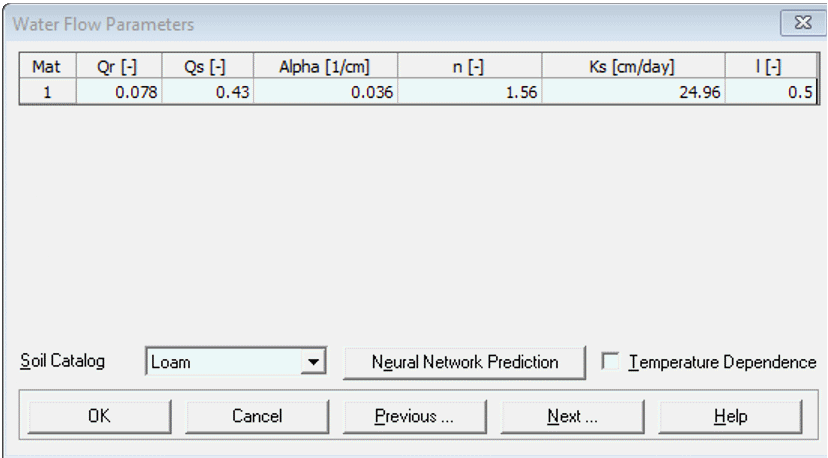 Water Flow Parameters
Mat Qr [-] Qs [-] Alpha [1/cm] n [-] Ks [cm/day] l [-]
1 0.078 0.43 0.036 1.56 24.96 0.5
Soil Catalog Loam Neural Network Prediction Temperature Dependence
OK Cancel Previous ... Next ... Help